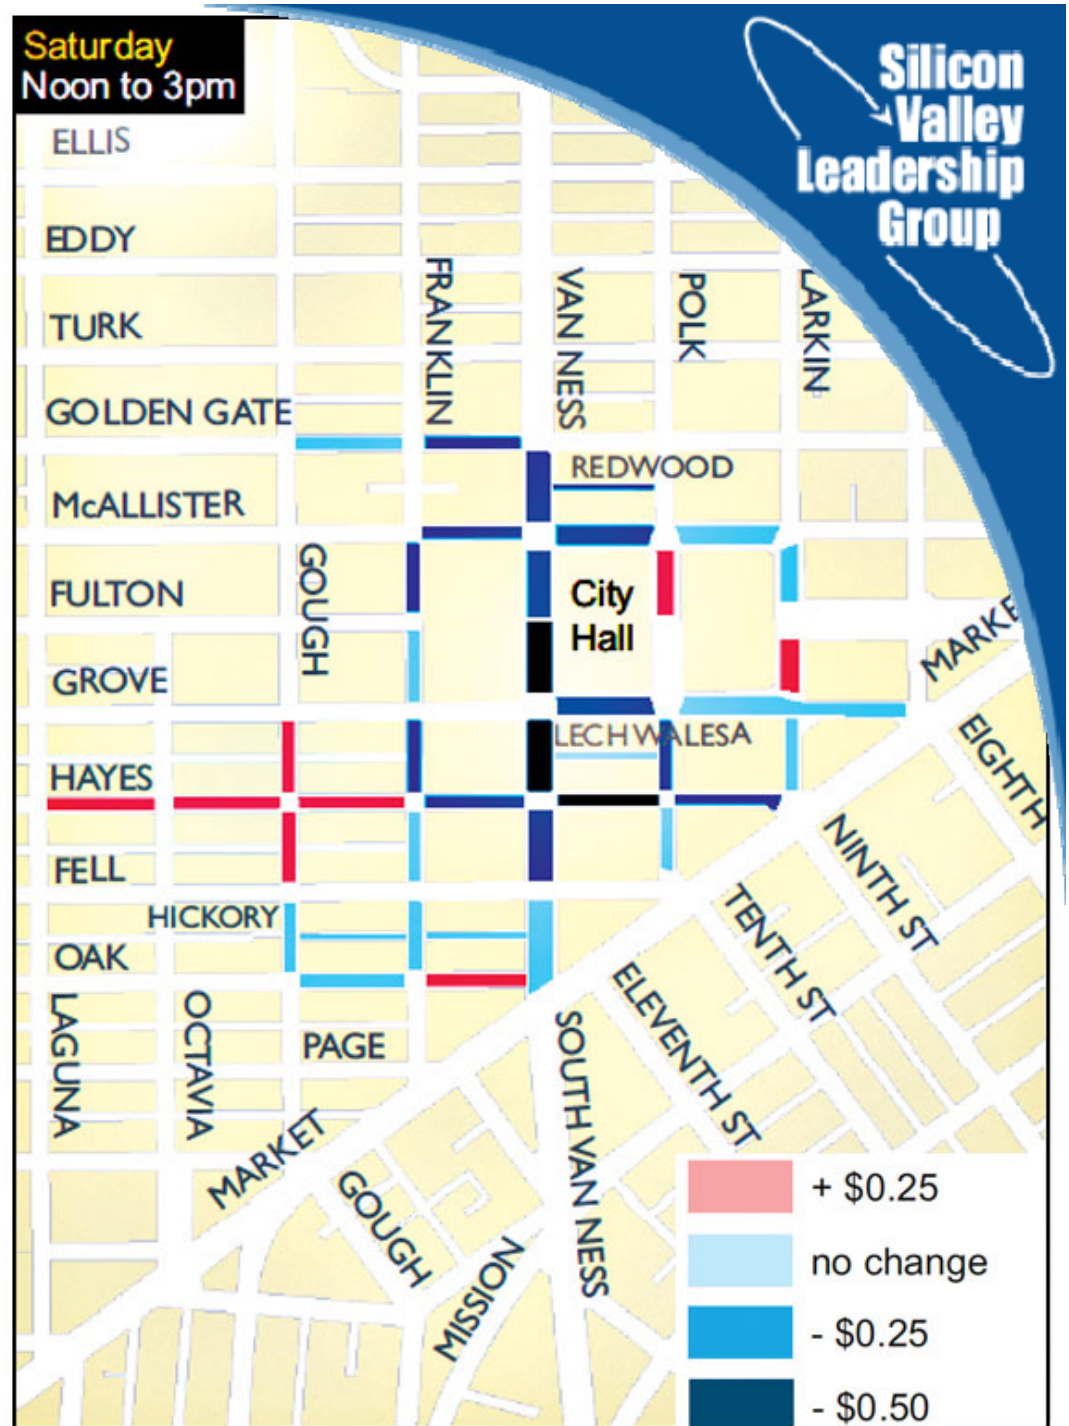 Saturday
Noon to 3pm
Silicon
Valley
Leadership
Group
ELLIS
EDDY
TURK
GOLDEN GATE
McALLISTER
FULTON
GROVE
HAYES
FELL
HICKORY
OAK
PAGE
FRANKLIN
VAN NESS
POLK
LARKIN
REDWOOD
GOUGH
City
Hall
LECH WALESA
MARKE
EIGHTH
NINTH ST
TENTH ST
ELEVENTH ST
LAGUNA
OCTAVIA
MARKET
GOUGH
MISSION
SOUTH VAN NESS
+ $0.25
no change
- $0.25
- $0.50